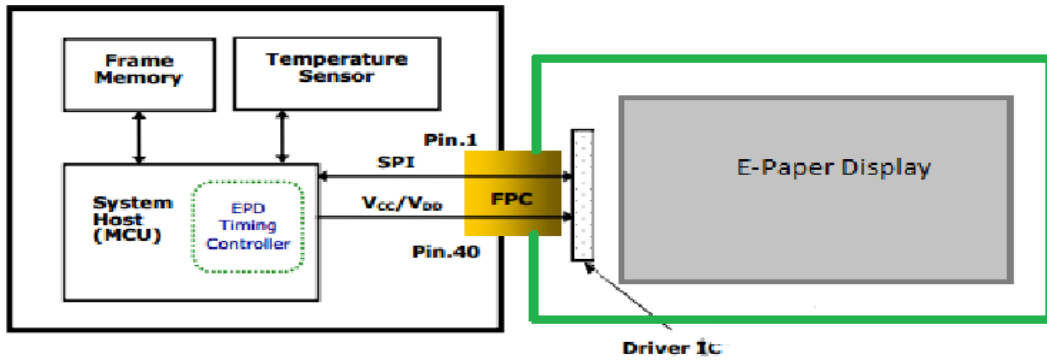 Frame
Memory
Temperature
Sensor
Pin.1
SPI
System
Host
(MCU)
EPD
Timing
Controller
VCC/VDD
FPC
Pin.40
E-Paper Display
Driver IC